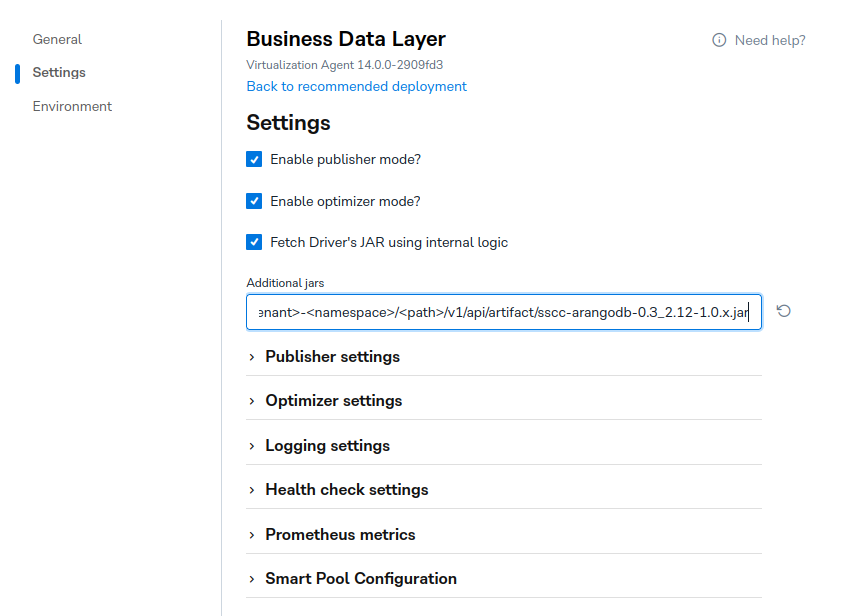 General
Settings
Environment
Business Data Layer
Need help?
Virtualization Agent 14.0.0-2909fd3
Back to recommended deployment
Settings
Enable publisher mode?
Enable optimizer mode?
Fetch Driver's JAR using internal logic
Additional jars
enant>-<namespace>/<path>/v1/api/artifact/sscc-arangodb-0.3_2.12-1.0.x.jar
Publisher settings
Optimizer settings
Logging settings
Health check settings
Prometheus metrics
Smart Pool Configuration